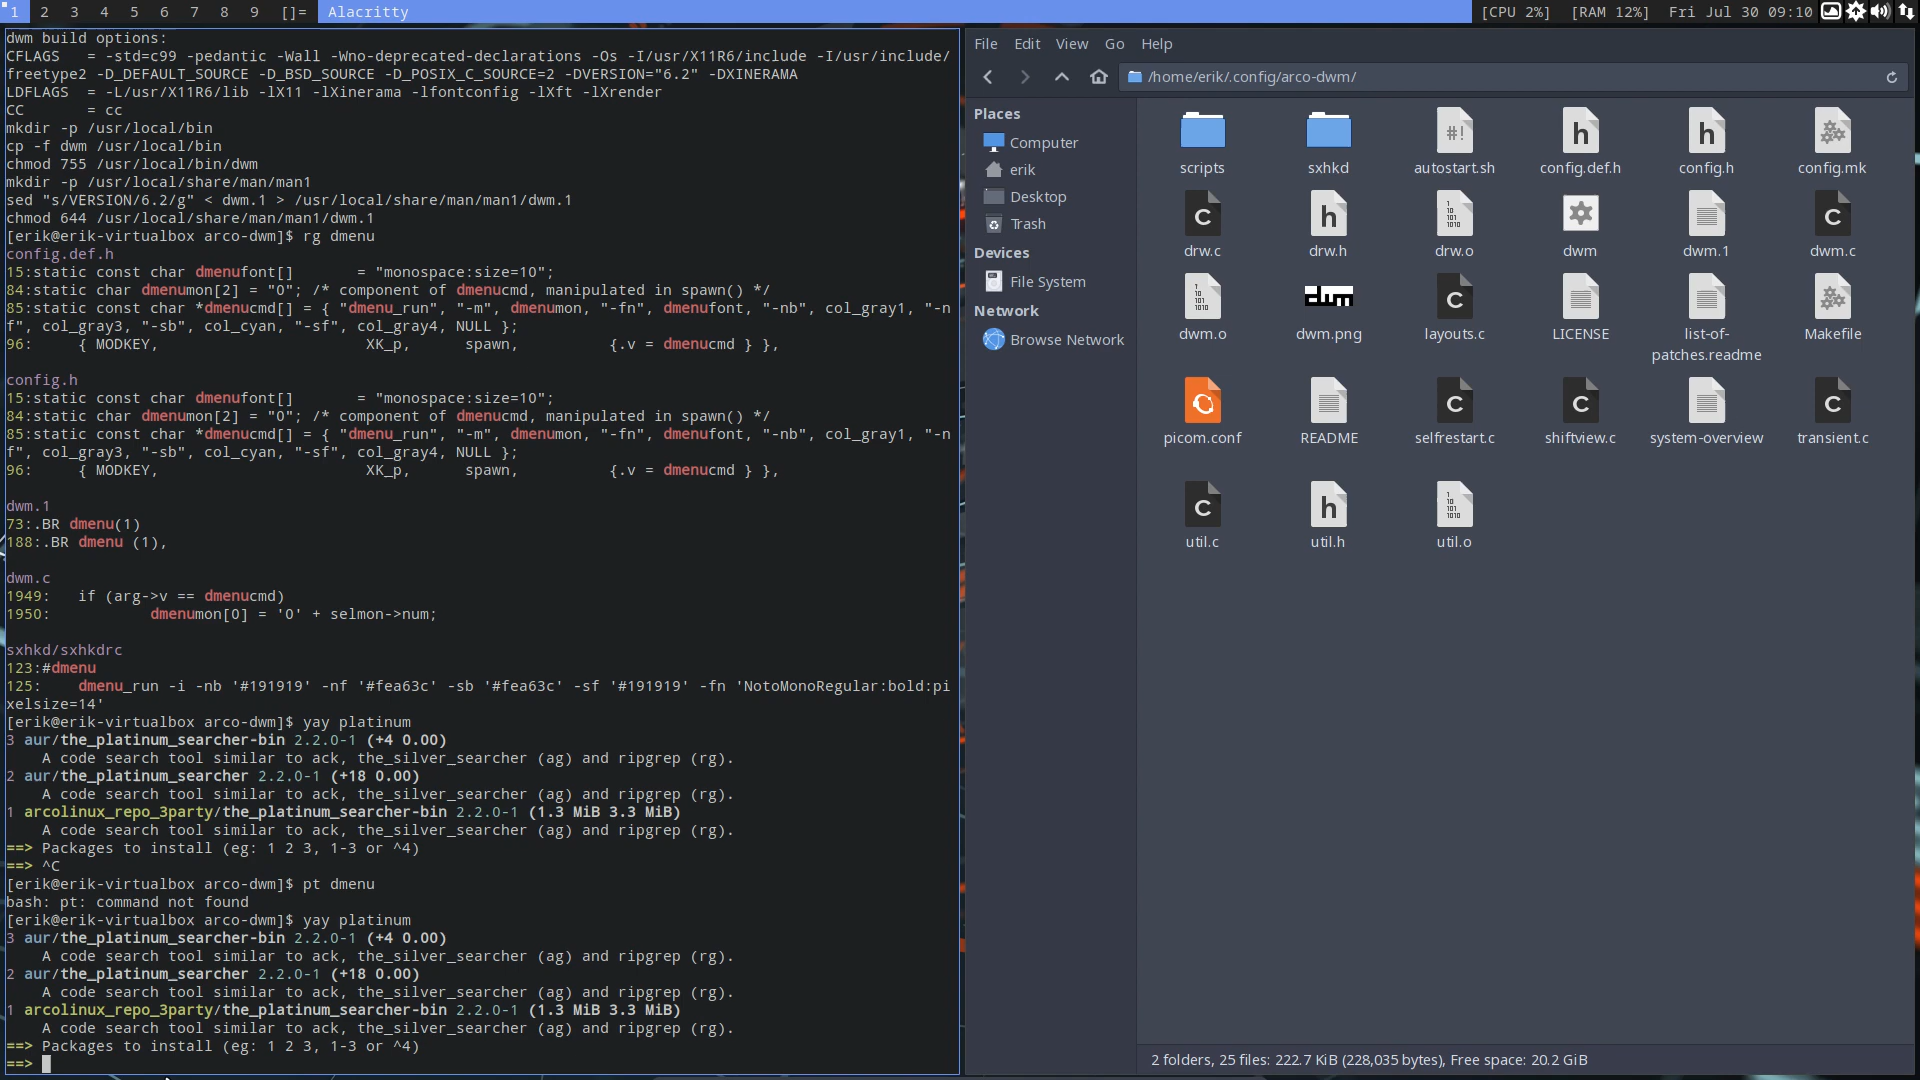 1 2 3 4 5 6 7 8 9 []= Alacritty [CPU 2%] [RAM 12%] Fri Jul 30 09:10
dwm build options:
CFLAGS   = -std=c99 -pedantic -Wall -Wno-deprecated-declarations -Os -I/usr/X11R6/include -I/usr/include/
freetype2 -D_DEFAULT_SOURCE -D_BSD_SOURCE -D_POSIX_C_SOURCE=2 -DVERSION="6.2" -DXINERAMA
LDFLAGS  = -L/usr/X11R6/lib -lX11 -lXinerama -lfontconfig -lXft -lXrender
CC       = cc
mkdir -p /usr/local/bin
cp -f dwm /usr/local/bin
chmod 755 /usr/local/bin/dwm
mkdir -p /usr/local/share/man/man1
sed "s/VERSION/6.2/g" < dwm.1 > /usr/local/share/man/man1/dwm.1
chmod 644 /usr/local/share/man/man1/dwm.1
[erik@erik-virtualbox arco-dwm]$ rg dmenu
config.def.h
15:static const char dmenufont[]       = "monospace:size=10";
84:static char dmenumon[2] = "0"; /* component of dmenucmd, manipulated in spawn() */
85:static const char *dmenucmd[] = { "dmenu_run", "-m", dmenumon, "-fn", dmenufont, "-nb", col_gray1, "-n
f", col_gray3, "-sb", col_cyan, "-sf", col_gray4, NULL };
96:     { MODKEY,                       XK_p,      spawn,          {.v = dmenucmd } },
config.h
15:static const char dmenufont[]       = "monospace:size=10";
84:static char dmenumon[2] = "0"; /* component of dmenucmd, manipulated in spawn() */
85:static const char *dmenucmd[] = { "dmenu_run", "-m", dmenumon, "-fn", dmenufont, "-nb", col_gray1, "-n
f", col_gray3, "-sb", col_cyan, "-sf", col_gray4, NULL };
96:     { MODKEY,                       XK_p,      spawn,          {.v = dmenucmd } },
dwm.1
73:.BR dmenu(1)
188:.BR dmenu (1),
dwm.c
1949:   if (arg->v == dmenucmd)
1950:           dmenumon[0] = '0' + selmon->num;
sxhkd/sxhkdrc
123:#dmenu
125:    dmenu_run -i -nb '#191919' -nf '#fea63c' -sb '#fea63c' -sf '#191919' -fn 'NotoMonoRegular:bold:pi
xelsize=14'
[erik@erik-virtualbox arco-dwm]$ yay platinum
3 aur/the_platinum_searcher-bin 2.2.0-1 (+4 0.00)
A code search tool similar to ack, the_silver_searcher (ag) and ripgrep (rg).
2 aur/the_platinum_searcher 2.2.0-1 (+18 0.00)
A code search tool similar to ack, the_silver_searcher (ag) and ripgrep (rg).
1 arcolinux_repo_3party/the_platinum_searcher-bin 2.2.0-1 (1.3 MiB 3.3 MiB)
A code search tool similar to ack, the_silver_searcher (ag) and ripgrep (rg).
==> Packages to install (eg: 1 2 3, 1-3 or ^4)
==> ^C
[erik@erik-virtualbox arco-dwm]$ pt dmenu
bash: pt: command not found
[erik@erik-virtualbox arco-dwm]$ yay platinum
3 aur/the_platinum_searcher-bin 2.2.0-1 (+4 0.00)
A code search tool similar to ack, the_silver_searcher (ag) and ripgrep (rg).
2 aur/the_platinum_searcher 2.2.0-1 (+18 0.00)
A code search tool similar to ack, the_silver_searcher (ag) and ripgrep (rg).
1 arcolinux_repo_3party/the_platinum_searcher-bin 2.2.0-1 (1.3 MiB 3.3 MiB)
A code search tool similar to ack, the_silver_searcher (ag) and ripgrep (rg).
==> Packages to install (eg: 1 2 3, 1-3 or ^4)
==>
File Edit View Go Help
/home/erik/.config/arco-dwm/
Places
Computer
erik
Desktop
Trash
Devices
File System
Network
Browse Network
scripts sxhkd autostart.sh config.def.h config.h config.mk
drw.c drw.h drw.o dwm dwm.1 dwm.c
dwm.o dwm.png layouts.c LICENSE list-of-
patches.readme Makefile
picom.conf README selfrestart.c shiftview.c system-overview transient.c
util.c util.h util.o
2 folders, 25 files: 222.7 KiB (228,035 bytes), Free space: 20.2 GiB